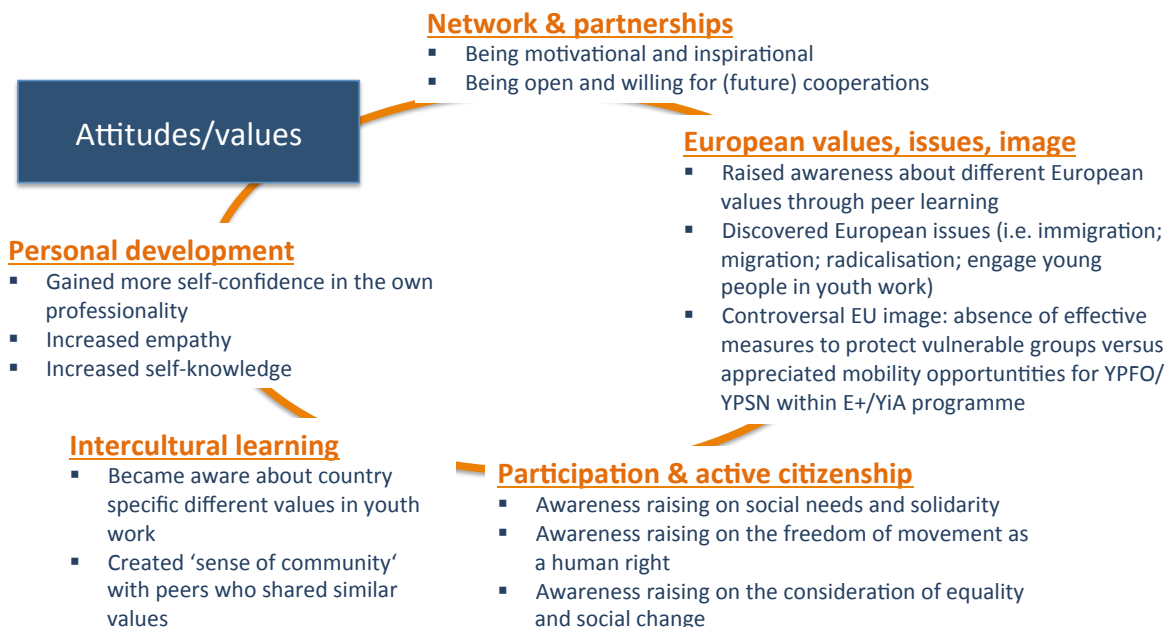 Network & partnerships
▪ Being motivational and inspirational
▪ Being open and willing for (future) cooperations
Attitudes/values
European values, issues, image
▪ Raised awareness about different European
values through peer learning
▪ Discovered European issues (i.e. immigration;
migration; radicalisation; engage young
people in youth work)
▪ Controversal EU image: absence of effective
measures to protect vulnerable groups versus
appreciated mobility opportuntities for YPFO/
YPSN within E+/YiA programme
Personal development
▪ Gained more self-confidence in the own
professionality
▪ Increased empathy
▪ Increased self-knowledge
Intercultural learning
▪ Became aware about country
specific different values in youth
work
▪ Created ‘sense of community‘
with peers who shared similar
values
Participation & active citizenship
▪ Awareness raising on social needs and solidarity
▪ Awareness raising on the freedom of movement as
a human right
▪ Awareness raising on the consideration of equality
and social change